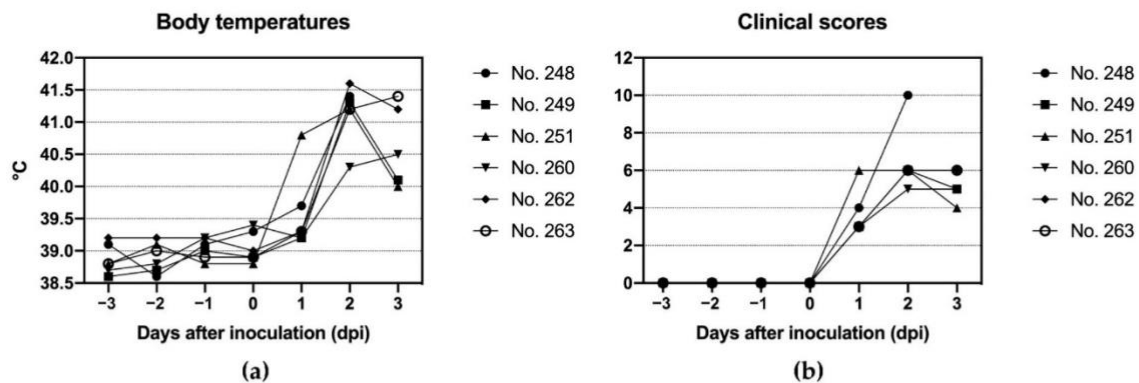 Body temperatures
42.0
41.5
41.0
40.5
40.0
39.5
39.0
38.5
°C
−3 −2 −1 0 1 2 3
Days after inoculation (dpi)
No. 248
No. 249
No. 251
No. 260
No. 262
No. 263
(a)
Clinical scores
12
10
8
6
4
2
0
−3 −2 −1 0 1 2 3
Days after inoculation (dpi)
No. 248
No. 249
No. 251
No. 260
No. 262
No. 263
(b)